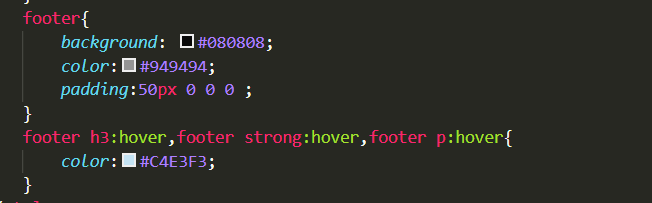 footer{
background: #080808;
color: #949494;
padding:50px 0 0 0 ;
}
footer h3:hover,footer strong:hover,footer p:hover{
color: #C4E3F3;
}